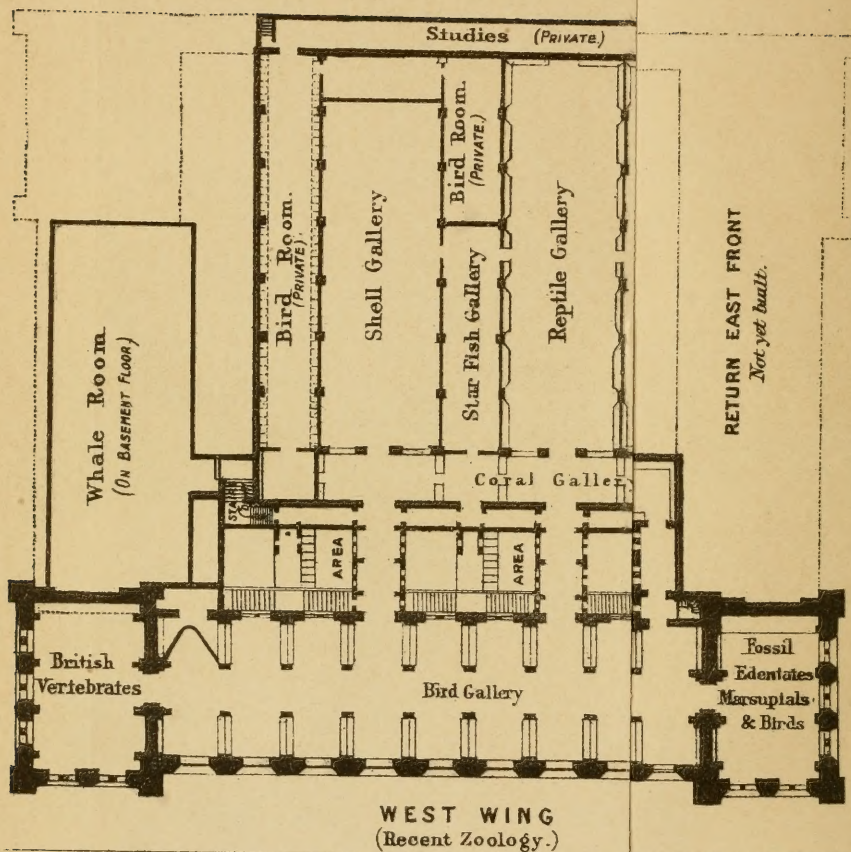 Studies (PRIVATE.)
Bird Room.
(PRIVATE)
Shell Gallery
Bird Room.
(PRIVATE.)
Star Fish Gallery
Reptile Gallery
Whale Room.
(ON BASEMENT FLOOR)
RETURN EAST FRONT
Not yet built.
Coral Galler
AREA
AREA
British
Vertebrates
Bird Gallery
Fossil
Edentates
Marsupials
& Birds
WEST WING
(Recent Zoology.)